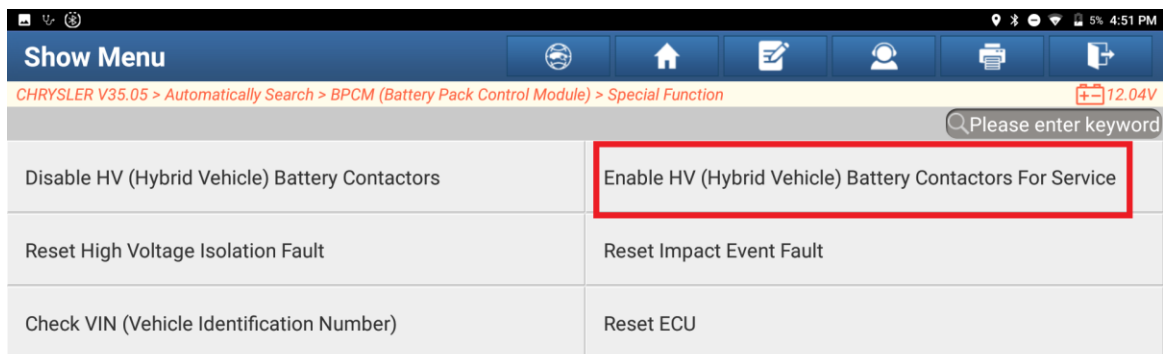 5% 4:51 PM
Show Menu
CHRYSLER V35.05 > Automatically Search > BPCM (Battery Pack Control Module) > Special Function
12.04V
Please enter keyword
Disable HV (Hybrid Vehicle) Battery Contactors
Enable HV (Hybrid Vehicle) Battery Contactors For Service
Reset High Voltage Isolation Fault
Reset Impact Event Fault
Check VIN (Vehicle Identification Number)
Reset ECU